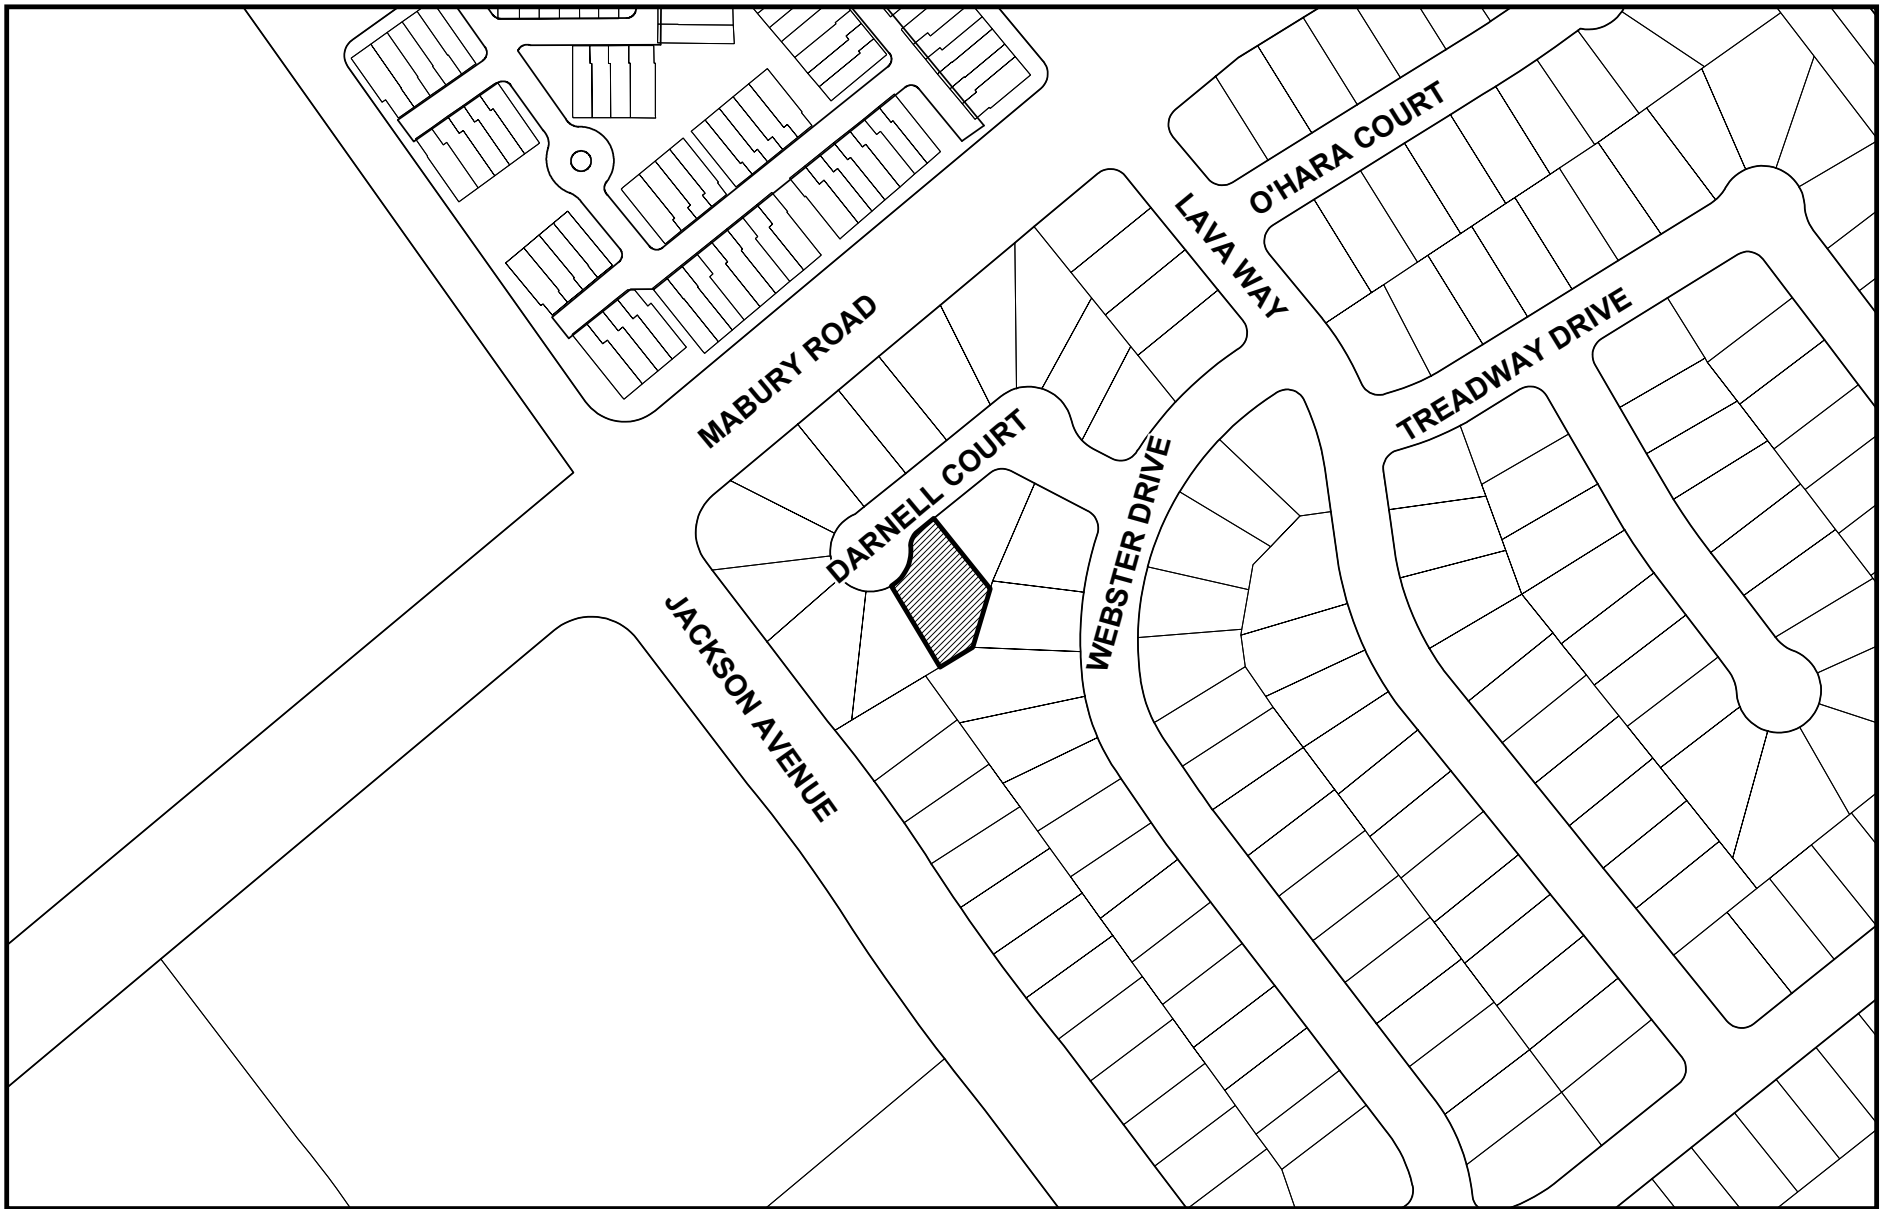 O'HARA COURT
LAVA WAY
MABURY ROAD
TREADWAY DRIVE
DARNELL COURT
WEBSTER DRIVE
JACKSON AVENUE